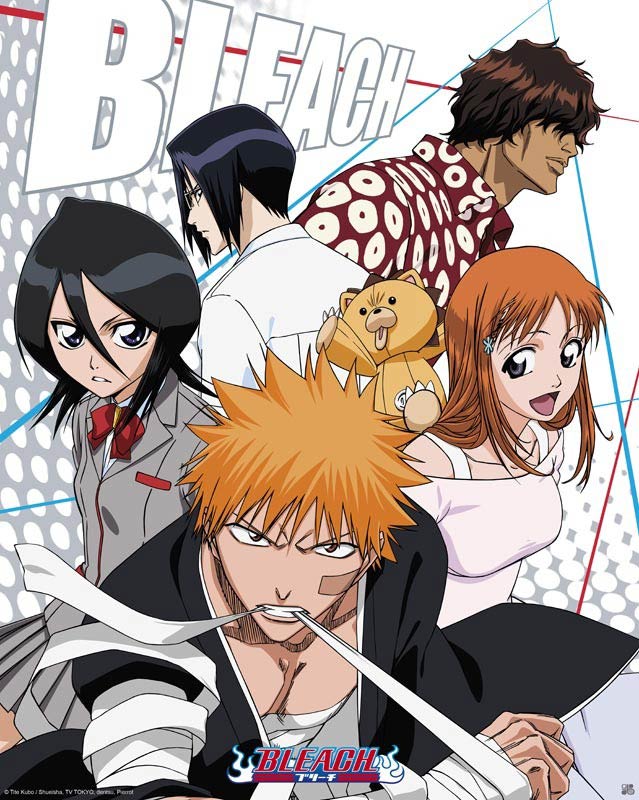 BLEACH
BLEACH
ブリーチ
© Tite Kubo / Shueisha, TV TOKYO, dentsu, Pierrot